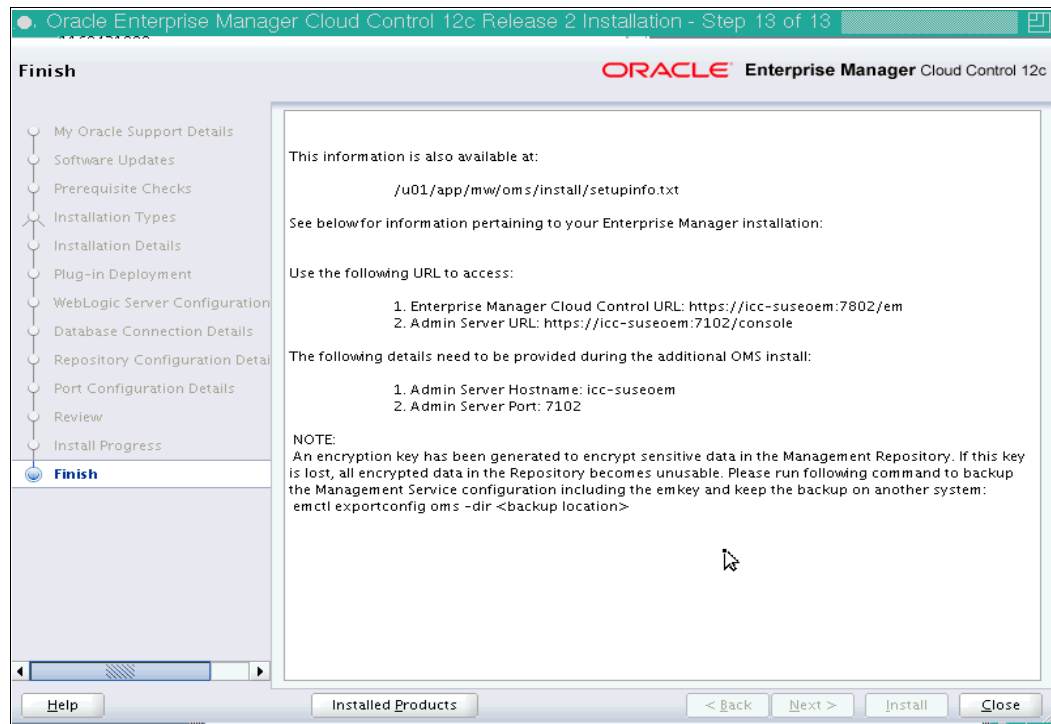 Oracle Enterprise Manager Cloud Control 12c Release 2 Installation - Step 13 of 13
Finish
ORACLE Enterprise Manager Cloud Control 12c
My Oracle Support Details
Software Updates
Prerequisite Checks
Installation Types
Installation Details
Plug-in Deployment
WebLogic Server Configuration
Database Connection Details
Repository Configuration Detai
Port Configuration Details
Review
Install Progress
Finish
This information is also available at:
/u01/app/mw/oms/install/setupinfo.txt
See below for information pertaining to your Enterprise Manager installation:
Use the following URL to access:
1. Enterprise Manager Cloud Control URL: https://icc-suseoem:7802/em
2. Admin Server URL: https://icc-suseoem:7102/console
The following details need to be provided during the additional OMS install:
1. Admin Server Hostname: icc-suseoem
2. Admin Server Port: 7102
NOTE:
An encryption key has been generated to encrypt sensitive data in the Management Repository. If this key
is lost, all encrypted data in the Repository becomes unusable. Please run following command to backup
the Management Service configuration including the emkey and keep the backup on another system:
emctl exportconfig oms -dir <backup location>
Help
Installed Products
< Back
Next >
Install
Close